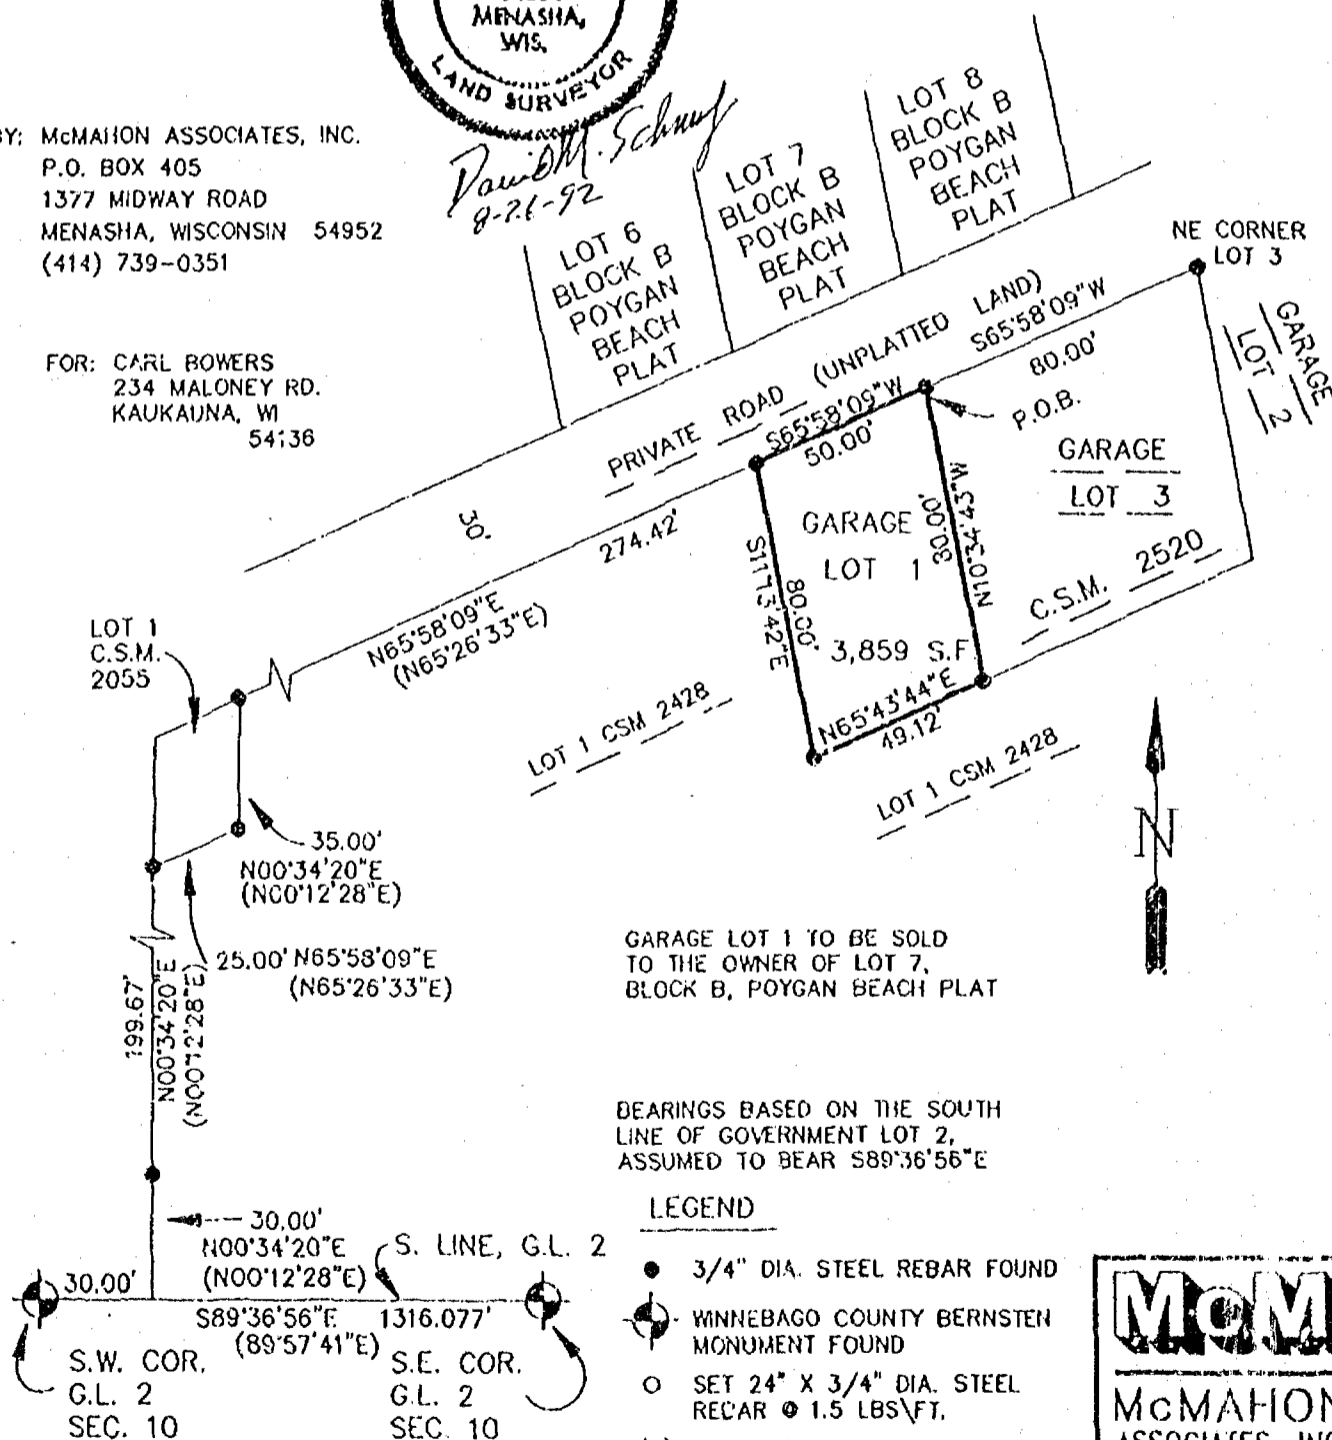 MENASHA,
WIS.
LAND SURVEYOR
David M. Schmuf
8-21-92
BY: McMAHON ASSOCIATES, INC.
P.O. BOX 405
1377 MIDWAY ROAD
MENASHA, WISCONSIN 54952
(414) 739-0351
FOR: CARL BOWERS
234 MALONEY RD.
KAUKAUNA, WI
54136
LOT 6
BLOCK B
POYGAN
BEACH
PLAT
LOT 7
BLOCK B
POYGAN
BEACH
PLAT
LOT 8
BLOCK B
POYGAN
BEACH
PLAT
NE CORNER
LOT 3
GARAGE
LOT 2
PRIVATE ROAD (UNPLATTED LAND)
S65°58'09"W
80.00'
P.O.B.
S65°58'09"W
50.00'
GARAGE
LOT 3
C.S.M. 2520
30'
274.42'
N65°58'09"E
(N65°26'33"E)
GARAGE
LOT 1
3,859 S.F
S11°13'42"E
80.00'
80.00'
N10°34'43"W
N65°43'44"E
49.12'
LOT 1 CSM 2428
LOT 1 CSM 2428
LOT 1
C.S.M.
2055
35.00'
N00°34'20"E
(N00°12'28"E)
25.00' N65°58'09"E
(N65°26'33"E)
199.67'
N00°34'20"E
(N00°12'28"E)
N
GARAGE LOT 1 TO BE SOLD
TO THE OWNER OF LOT 7,
BLOCK B, POYGAN BEACH PLAT
BEARINGS BASED ON THE SOUTH
LINE OF GOVERNMENT LOT 2,
ASSUMED TO BEAR S89°36'56"E
30.00'
N00°34'20"E
(N00°12'28"E)
S. LINE, G.L. 2
30.00'
S89°36'56"E 1316.077'
(89°57'41"E)
S.W. COR.
G.L. 2
SEC. 10
S.E. COR.
G.L. 2
SEC. 10
LEGEND
3/4" DIA. STEEL REBAR FOUND
WINNEBAGO COUNTY BERNSTEN
MONUMENT FOUND
SET 24" X 3/4" DIA. STEEL
REBAR @ 1.5 LBS\FT.
McM
McMAHON
ASSOCIATES, INC